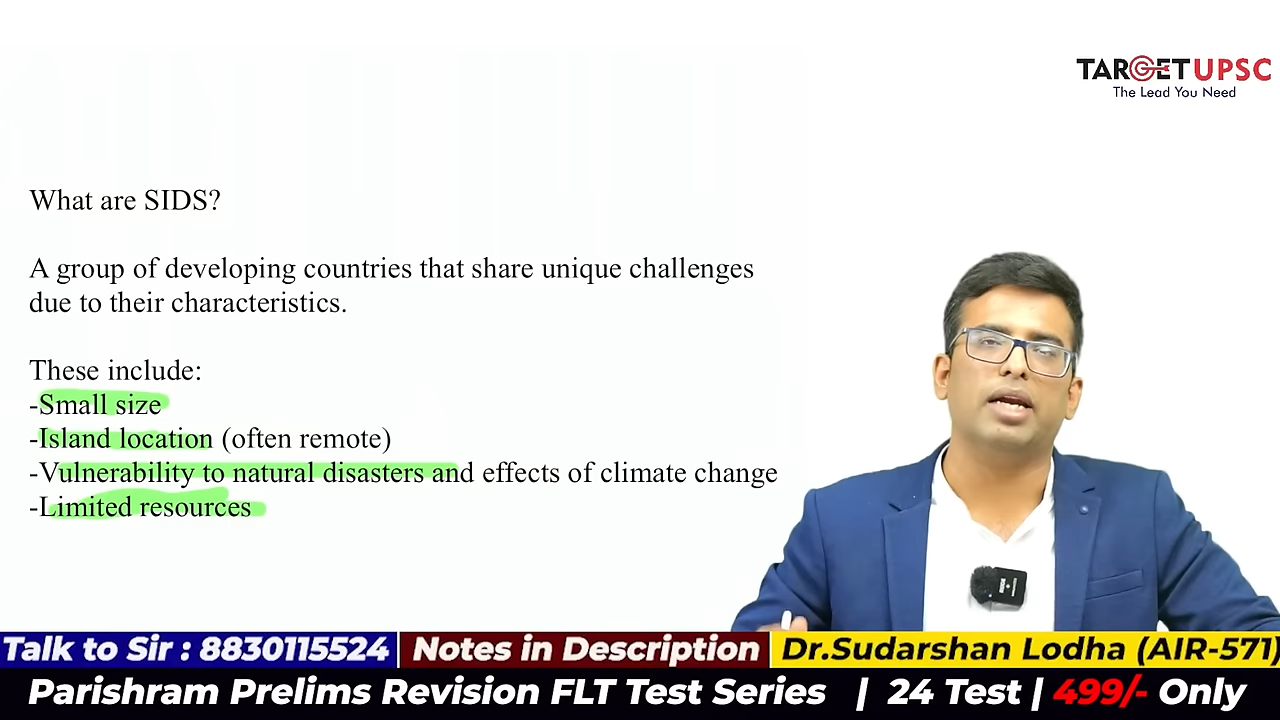 TARGETUPSC
The Lead You Need
What are SIDS?
A group of developing countries that share unique challenges
due to their characteristics.
These include:
-Small size
-Island location (often remote)
-Vulnerability to natural disasters and effects of climate change
-Limited resources
Talk to Sir : 8830115524 Notes in Description Dr.Sudarshan Lodha (AIR-571)
Parishram Prelims Revision FLT Test Series | 24 Test | 499/- Only